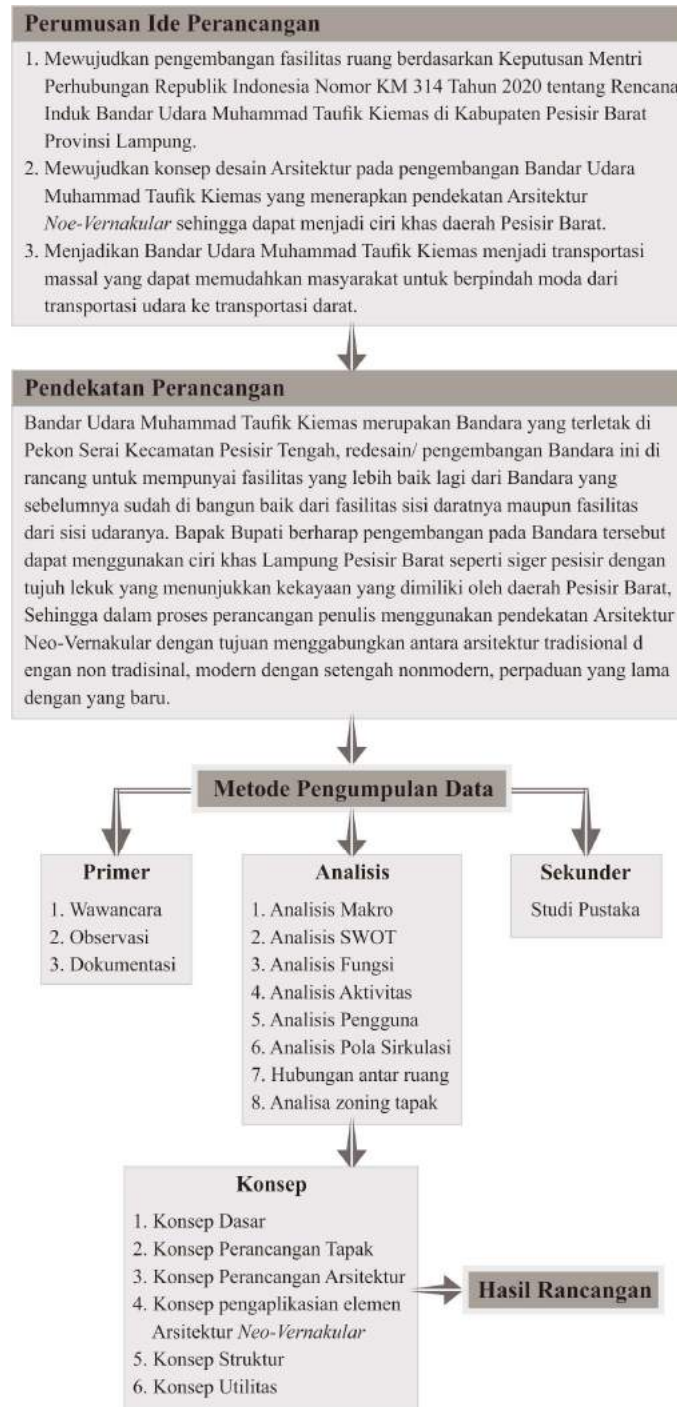 Perumusan Ide Perancangan
1. Mewujudkan pengembangan fasilitas ruang berdasarkan Keputusan Mentri
Perhubungan Republik Indonesia Nomor KM 314 Tahun 2020 tentang Rencana
Induk Bandar Udara Muhammad Taufik Kiemas di Kabupaten Pesisir Barat
Provinsi Lampung.
2. Mewujudkan konsep desain Arsitektur pada pengembangan Bandar Udara
Muhammad Taufik Kiemas yang menerapkan pendekatan Arsitektur
Noe-Vernakular sehingga dapat menjadi ciri khas daerah Pesisir Barat.
3. Menjadikan Bandar Udara Muhammad Taufik Kiemas menjadi transportasi
massal yang dapat memudahkan masyarakat untuk berpindah moda dari
transportasi udara ke transportasi darat.
Pendekatan Perancangan
Bandar Udara Muhammad Taufik Kiemas merupakan Bandara yang terletak di
Pekon Serai Kecamatan Pesisir Tengah, redesain/ pengembangan Bandara ini di
rancang untuk mempunyai fasilitas yang lebih baik lagi dari Bandara yang
sebelumnya sudah di bangun baik dari fasilitas sisi daratnya maupun fasilitas
dari sisi udaranya. Bapak Bupati berharap pengembangan pada Bandara tersebut
dapat menggunakan ciri khas Lampung Pesisir Barat seperti siger pesisir dengan
tujuh lekuk yang menunjukkan kekayaan yang dimiliki oleh daerah Pesisir Barat,
Sehingga dalam proses perancangan penulis menggunakan pendekatan Arsitektur
Neo-Vernakular dengan tujuan menggabungkan antara arsitektur tradisional d
engan non tradisinal, modern dengan setengah nonmodern, perpaduan yang lama
dengan yang baru.
Metode Pengumpulan Data
Primer
1. Wawancara
2. Observasi
3. Dokumentasi
Analisis
1. Analisis Makro
2. Analisis SWOT
3. Analisis Fungsi
4. Analisis Aktivitas
5. Analisis Pengguna
6. Analisis Pola Sirkulasi
7. Hubungan antar ruang
8. Analisa zoning tapak
Sekunder
Studi Pustaka
Konsep
1. Konsep Dasar
2. Konsep Perancangan Tapak
3. Konsep Perancangan Arsitektur
4. Konsep pengaplikasian elemen
Arsitektur Neo-Vernakular
5. Konsep Struktur
6. Konsep Utilitas
Hasil Rancangan